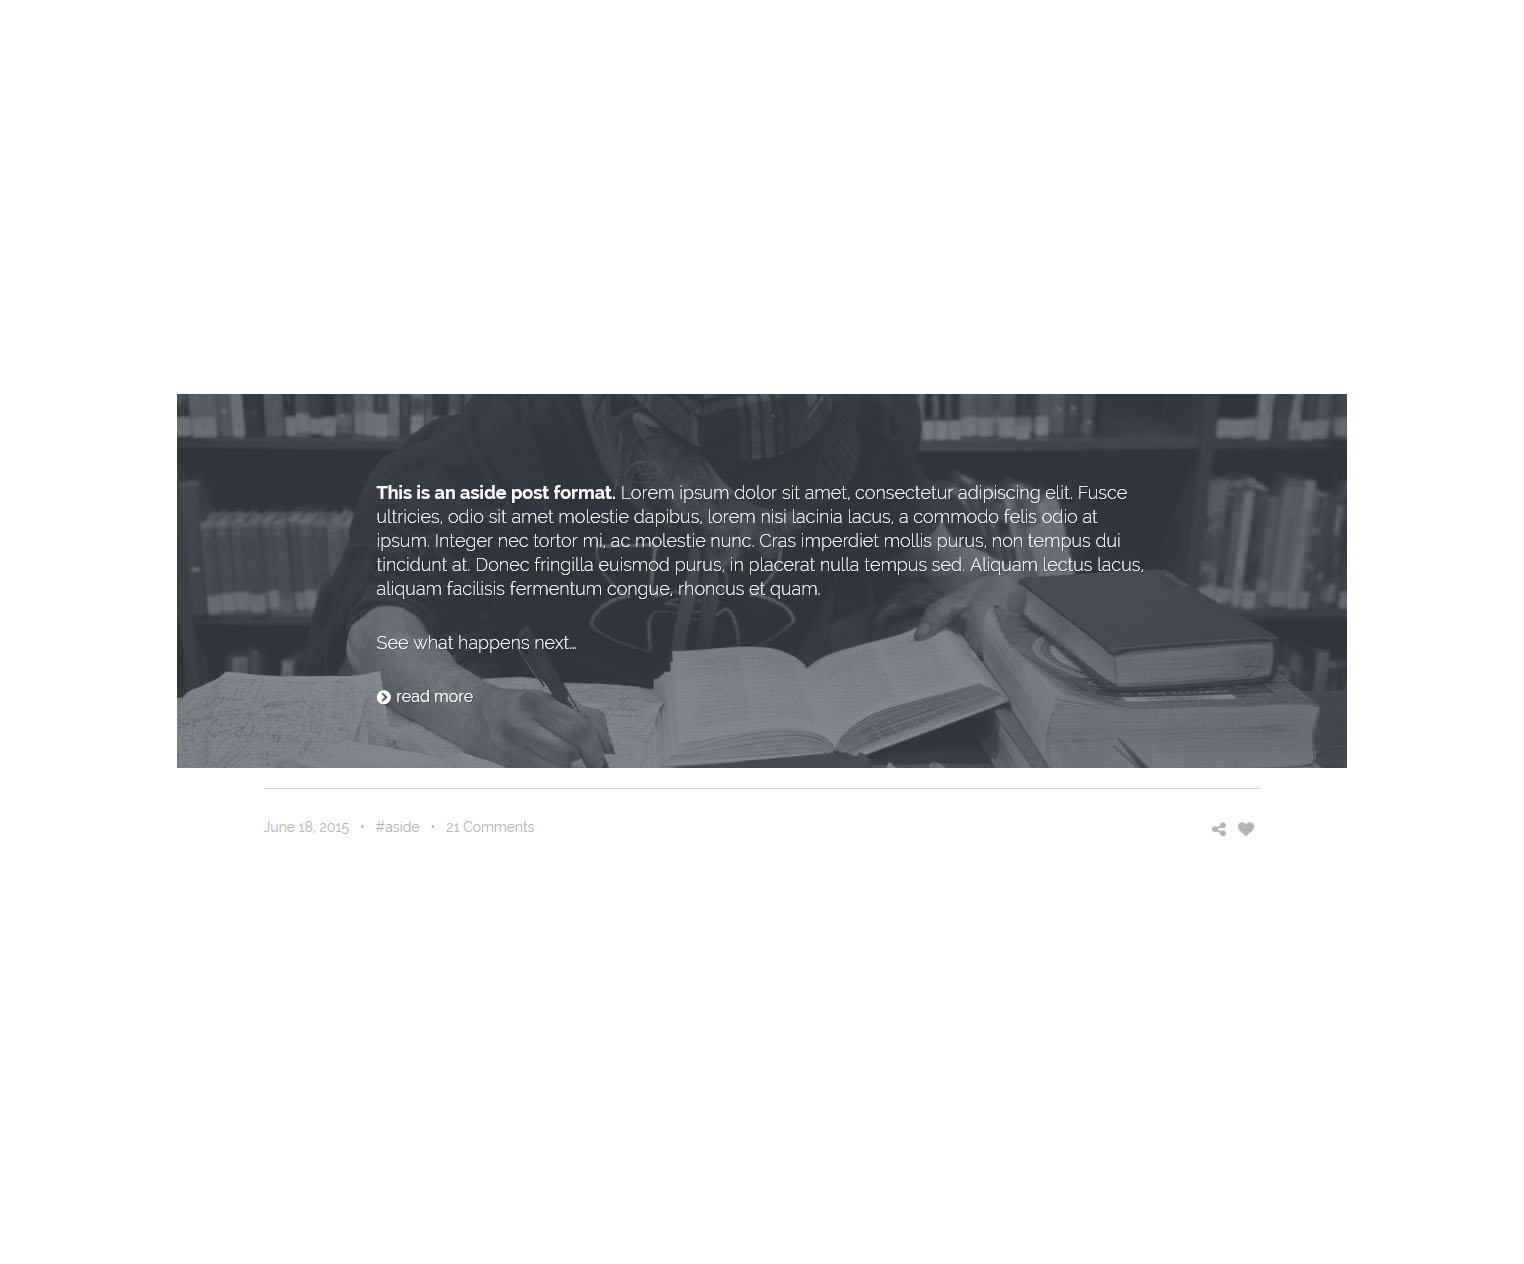 This is an aside post format. Lorem ipsum dolor sit amet, consectetur adipiscing elit. Fusce
ultricies, odio sit amet molestie dapibus, lorem nisi lacinia lacus, a commodo felis odio at
ipsum. Integer nec tortor mi, ac molestie nunc. Cras imperdiet mollis purus, non tempus dui
tincidunt at. Donec fringilla euismod purus, in placerat nulla tempus sed. Aliquam lectus lacus,
aliquam facilisis fermentum congue, rhoncus et quam.
See what happens next…
read more
June 18, 2015 • #aside • 21 Comments